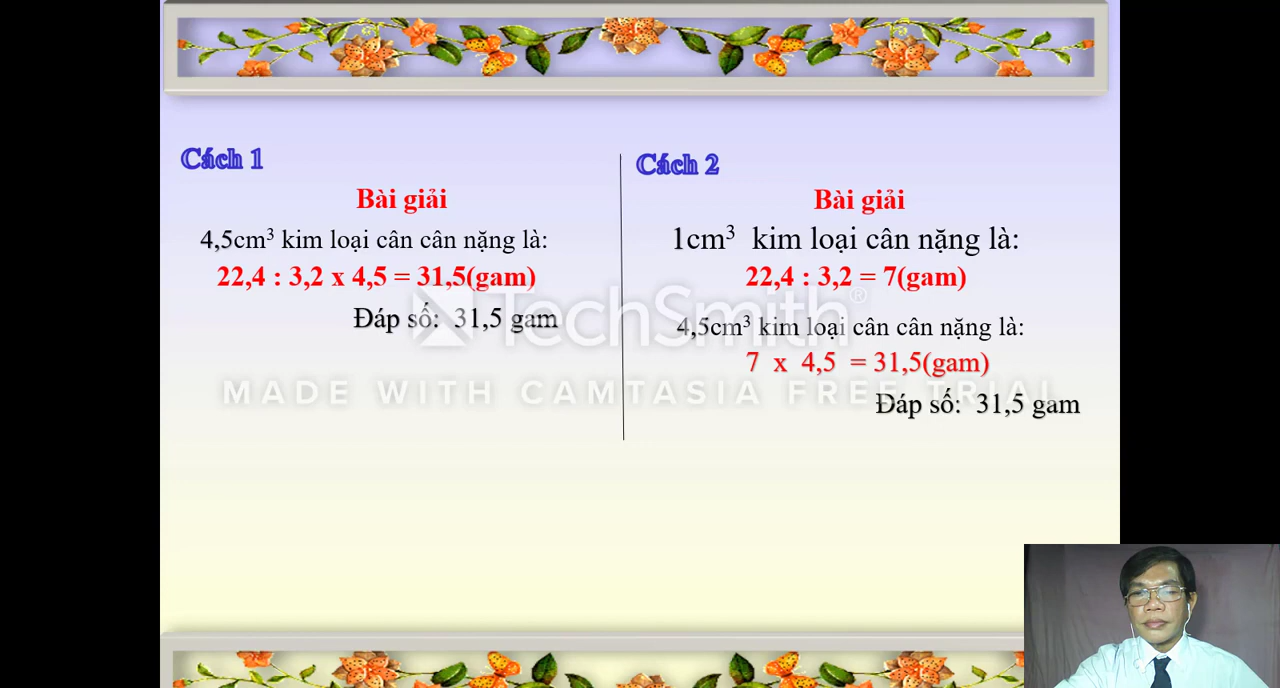 Cách 1
Bài giải
4,5cm³ kim loại cân cân nặng là:
22,4 : 3,2 x 4,5 = 31,5(gam)
Đáp số: 31,5 gam
Cách 2
Bài giải
1cm³ kim loại cân nặng là:
22,4 : 3,2 = 7(gam)
4,5cm³ kim loại cân cân nặng là:
7 x 4,5 = 31,5(gam)
Đáp số: 31,5 gam
TechSmith®
MADE WITH CAMTASIA FREE TRIAL